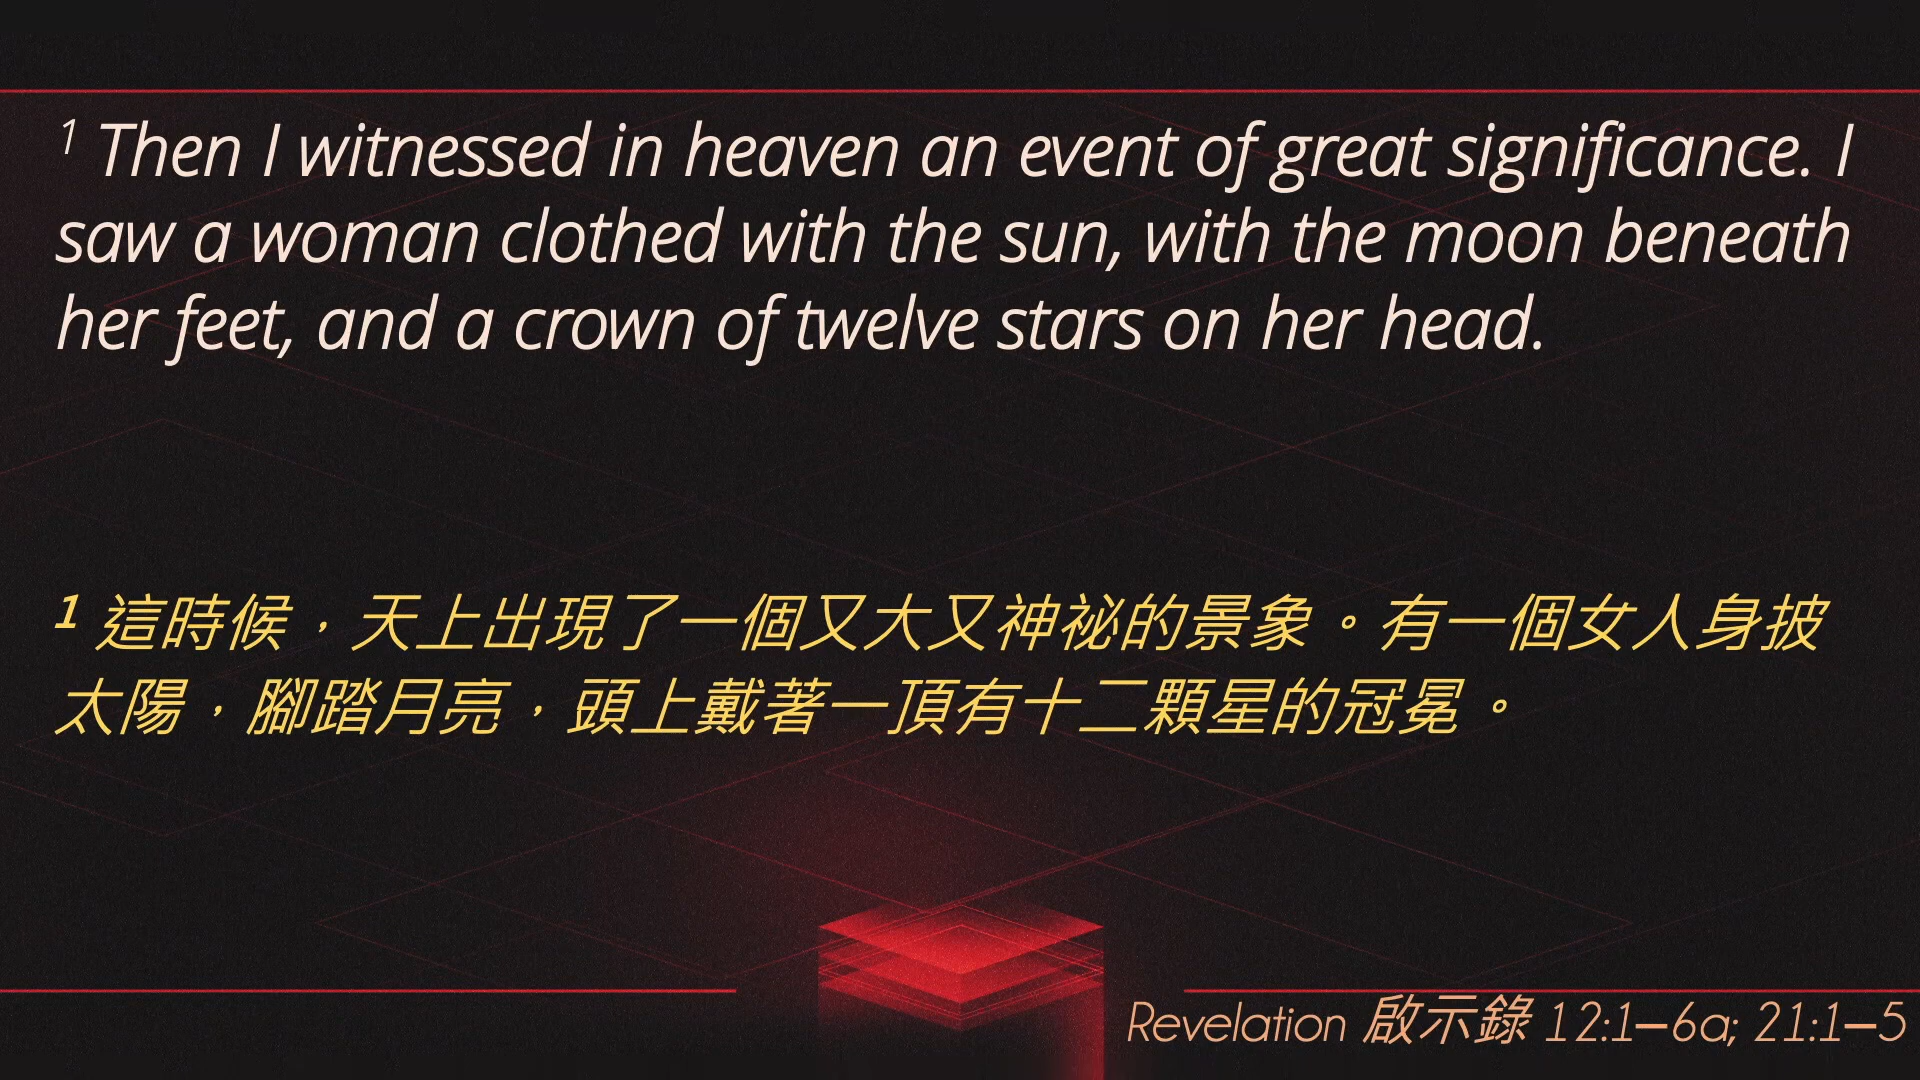 1 Then I witnessed in heaven an event of great significance. I
saw a woman clothed with the sun, with the moon beneath
her feet, and a crown of twelve stars on her head.
1 這時候，天上出現了一個又大又神祕的景象。有一個女人身披
太陽，腳踏月亮，頭上戴著一頂有十二顆星的冠冕。
Revelation 啟示錄 12:1–6a; 21:1–5